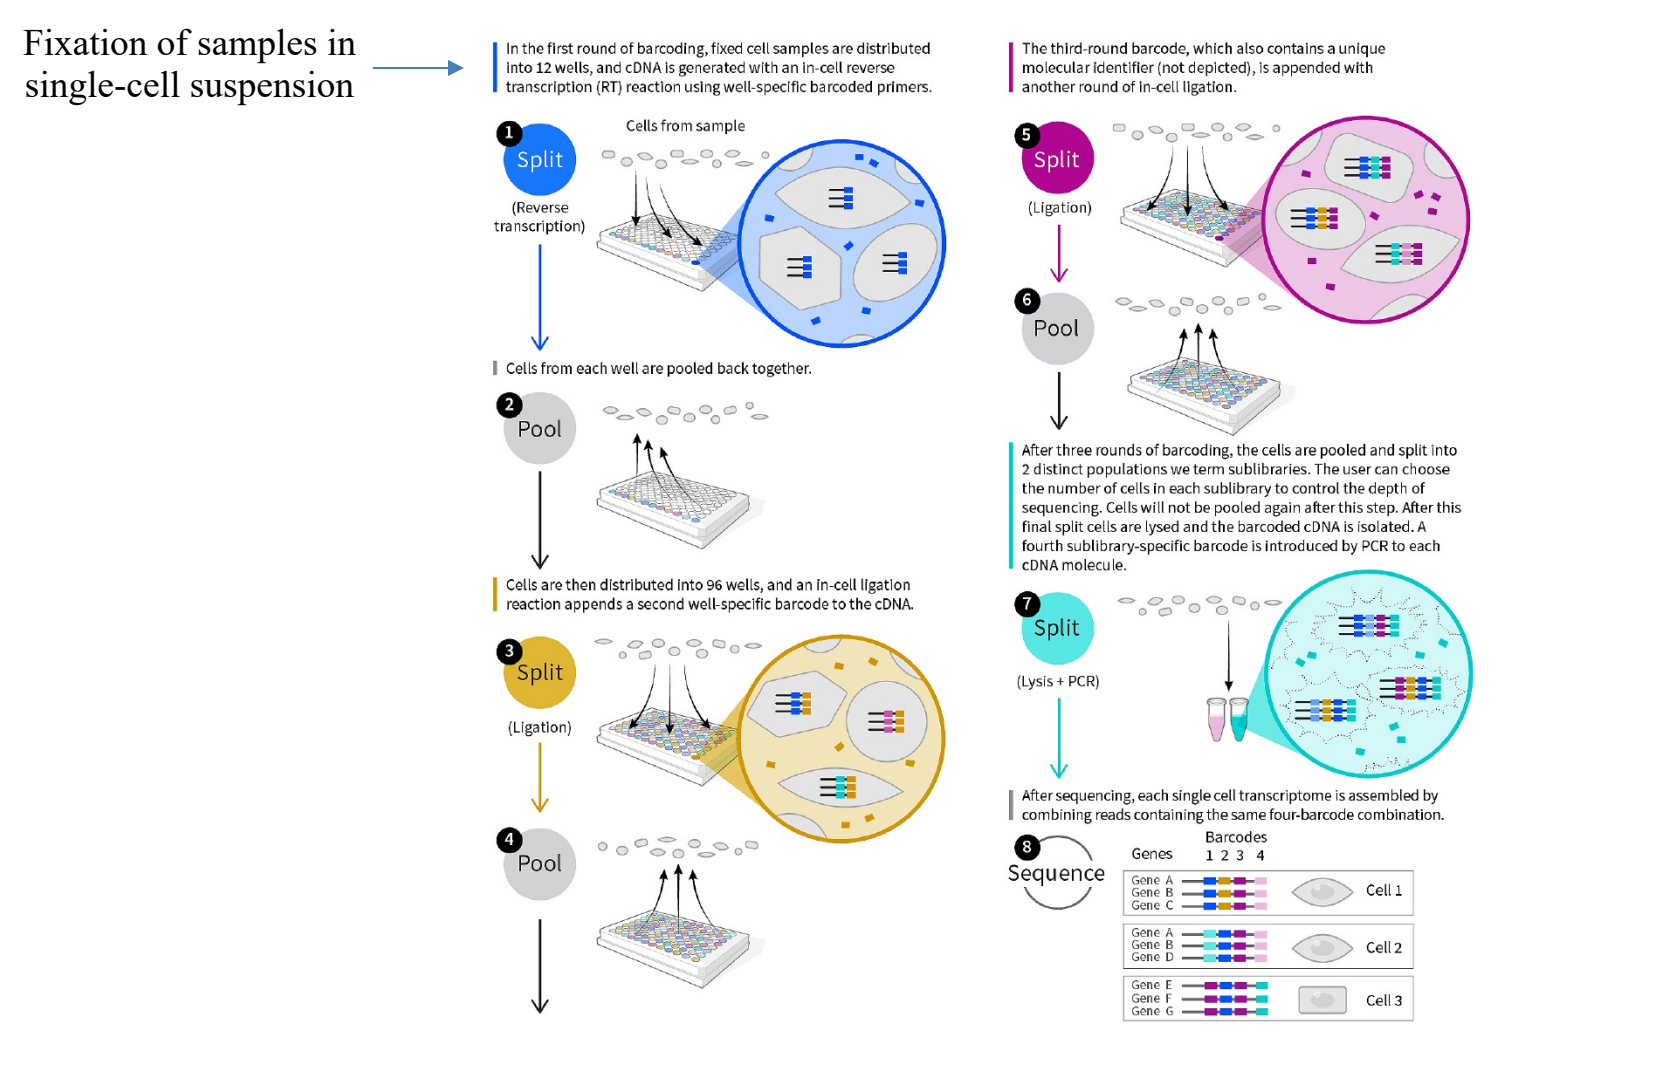 Fixation of samples in
single-cell suspension
In the first round of barcoding, fixed cell samples are distributed
into 12 wells, and cDNA is generated with an in-cell reverse
transcription (RT) reaction using well-specific barcoded primers.
1
Split
(Reverse
transcription)
Cells from sample
Cells from each well are pooled back together.
2
Pool
Cells are then distributed into 96 wells, and an in-cell ligation
reaction appends a second well-specific barcode to the cDNA.
3
Split
(Ligation)
4
Pool
The third-round barcode, which also contains a unique
molecular identifier (not depicted), is appended with
another round of in-cell ligation.
5
Split
(Ligation)
6
Pool
After three rounds of barcoding, the cells are pooled and split into
2 distinct populations we term sublibraries. The user can choose
the number of cells in each sublibrary to control the depth of
sequencing. Cells will not be pooled again after this step. After this
final split cells are lysed and the barcoded cDNA is isolated. A
fourth sublibrary-specific barcode is introduced by PCR to each
cDNA molecule.
7
Split
(Lysis + PCR)
After sequencing, each single cell transcriptome is assembled by
combining reads containing the same four-barcode combination.
8
Sequence
Barcodes
Genes 1 2 3 4
Gene A
Gene B
Gene C
Cell 1
Gene A
Gene B
Gene D
Cell 2
Gene E
Gene F
Gene G
Cell 3